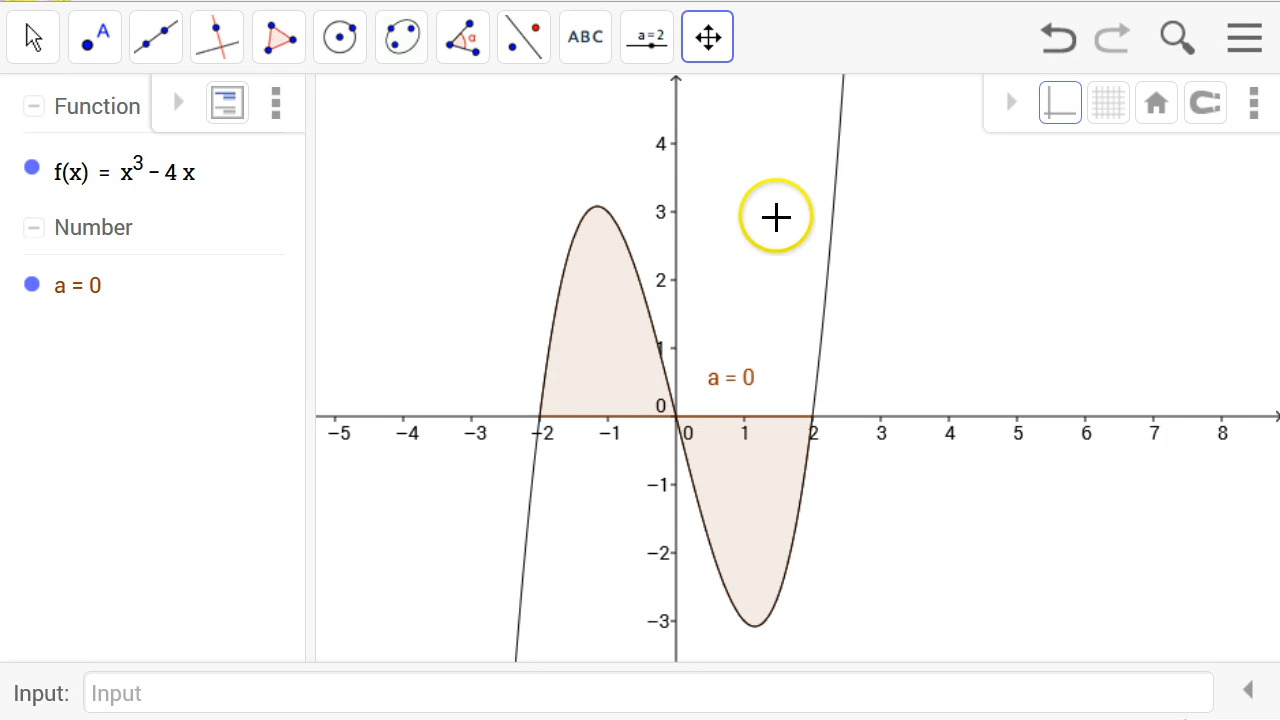 A
α
ABC
a=2
Function
f(x) = x³ − 4 x
Number
a = 0
4
3
2
1
a = 0
0
−5 −4 −3 −2 −1 0 1 2 3 4 5 6 7 8
−1
−2
−3
Input: Input